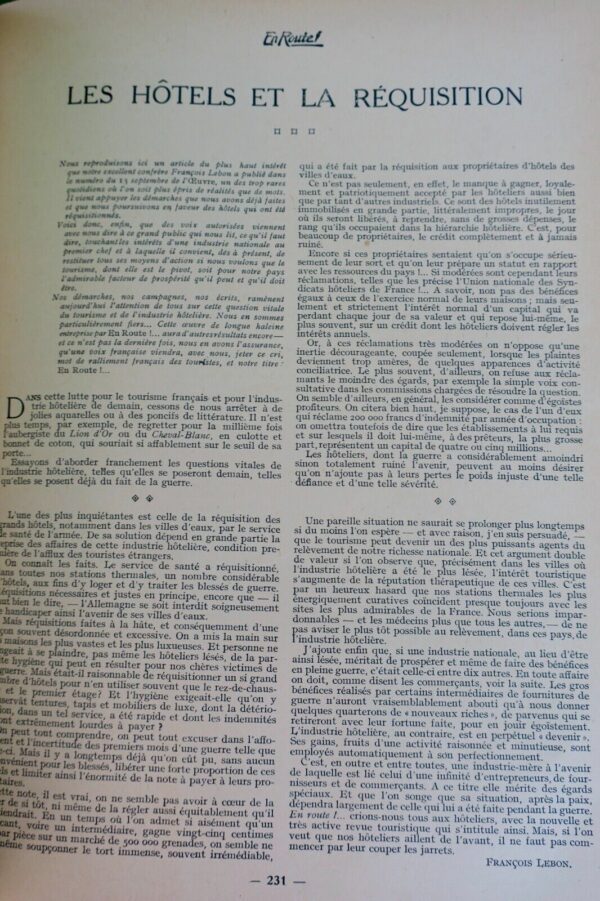 En Route!
LES HÔTELS ET LA RÉQUISITION
Nous reproduisons ici un article du plus haut intérêt
que notre excellent confrère François Lebon a publié dans
le numéro du 15 septembre de l'Œuvre, un des trop rares
quotidiens où l'on soit plus épris de réalités que de mots.
Il vient appuyer les démarches que nous avons déjà faites
et que nous poursuivons en faveur des hôtels qui ont été
réquisitionnés.
Voici donc, enfin, que des voix autorisées viennent
avec nous dire à ce grand public qui nous lit, ce qu'il faut
dire, touchant les intérêts d'une industrie nationale au
premier chef et à laquelle il convient, dès à présent, de
restituer tous ses moyens d'action si nous voulons que le
tourisme, dont elle est le pivot, soit pour notre pays
l'admirable facteur de prospérité qu'il peut et qu'il doit
être.
Nos démarches, nos campagnes, nos écrits, ramènent
aujourd'hui l'attention de tous sur cette question vitale
du tourisme et de l'industrie hôtelière. Nous en sommes
particulièrement fiers... Cette œuvre de longue haleine
entreprise par En Route !... aura d'autres résultats encore —
et ce n'est pas la dernière fois, nous en avons l'assurance,
qu'une voix française viendra, avec nous, jeter ce cri,
mot de ralliement français des touristes, et notre titre :
En Route !...
DANS cette lutte pour le tourisme français et pour l'indus-
trie hôtelière de demain, cessons de nous arrêter à de
jolies aquarelles ou à des poncifs de littérature. Il n'est
plus temps, par exemple, de regretter pour la millième fois
l'aubergiste du Lion d'Or ou du Cheval-Blanc, en culotte et
bonnet de coton, qui souriait si affablement sur le seuil de sa
porte...
Essayons d'aborder franchement les questions vitales de
l'industrie hôtelière, telles qu'elles se poseront demain, telles
qu'elles se posent déjà du fait de la guerre.
L'une des plus inquiétantes est celle de la réquisition des
grands hôtels, notamment dans les villes d'eaux, par le service
de santé de l'armée. De sa solution dépend en grande partie la
reprise des affaires de cette industrie hôtelière, condition pre-
mière de l'afflux des touristes étrangers.
On connaît les faits. Le service de santé a réquisitionné,
dans toutes nos stations thermales, un nombre considérable
d'hôtels, aux fins d'y loger et d'y traiter les blessés de guerre.
Réquisitions nécessaires et justes en principe, encore que — il
faut bien le dire, — l'Allemagne se soit interdit soigneusement
de handicaper ainsi l'avenir de ses villes d'eaux.
Mais réquisitions faites à la hâte, et conséquemment d'une
façon souvent désordonnée et excessive. On a mis la main sur
les maisons les plus vastes et les plus luxueuses. Et personne ne
songeait à se plaindre, pas même les hôteliers lésés, de la par-
faite hygiène qui peut en résulter pour nos chères victimes de
guerre. Mais était-il raisonnable de réquisitionner un si grand
nombre d'hôtels pour n'en utiliser souvent que le rez-de-chaus-
et le premier étage? Et l'hygiène exigeait-elle qu'on y
conservât tentures, tapis et mobiliers de luxe, dont la détério-
ration, dans un tel service, a été rapide et dont les indemnités
sont extrêmement lourdes à payer ?
On peut tout comprendre, on peut tout excuser dans l'affo-
lement et l'incertitude des premiers mois d'une guerre telle que
celle-ci. Mais il y a longtemps déjà qu'on eût pu, sans aucun
inconvénient pour les blessés, libérer une forte proportion de ces
hôtels et limiter ainsi l'énormité de la note à payer à leurs pro-
priétaires.
Cette note, il est vrai, on ne semble pas avoir à cœur de la
de si tôt, ni même de la régler aussi équitablement qu'il
conviendrait. En un temps où l'on admet si aisément qu'un
fabricant, voire un intermédiaire, gagne vingt-cinq centimes
par pièce sur un marché de 500 000 grenades, on semble ne
même soupçonner le tort immense, souvent irrémédiable,
qui a été fait par la réquisition aux propriétaires d'hôtels des
villes d'eaux.
Ce n'est pas seulement, en effet, le manque à gagner, loyale-
ment et patriotiquement accepté par les hôteliers aussi bien
que par tant d'autres industriels. Ce sont des hôtels inutilement
immobilisés en grande partie, littéralement impropres, le jour
où ils seront libérés, à reprendre, sans de grosses dépenses, le
rang qu'ils occupaient dans la hiérarchie hôtelière. C'est, pour
beaucoup de propriétaires, le crédit complètement et à jamais
ruiné.
Encore si ces propriétaires sentaient qu'on s'occupe sérieu-
sement de leur sort et qu'on leur prépare un statut en rapport
avec les ressources du pays !... Si modérées sont cependant leurs
réclamations, telles que les précise l'Union nationale des Syn-
dicats hôteliers de France !... A savoir, non pas des bénéfices
égaux à ceux de l'exercice normal de leurs maisons ; mais seu-
lement et strictement l'intérêt normal d'un capital qui va
perdant chaque jour de sa valeur et qui repose lui-même, le
plus souvent, sur un crédit dont les hôteliers doivent régler les
intérêts annuels.
Or, à ces réclamations très modérées on n'oppose qu'une
inertie décourageante, coupée seulement, lorsque les plaintes
deviennent trop amères, de quelques apparences d'activité
conciliatrice. Le plus souvent, d'ailleurs, on refuse aux récla-
mants le moindre des égards, par exemple la simple voix con-
sultative dans les commissions chargées de résoudre la question.
On semble d'ailleurs, en général, les considérer comme d'égoïstes
profiteurs. On citera bien haut, je suppose, le cas de l'un d'eux
qui réclame 200 000 francs d'indemnité par année d'occupation :
on omettra toutefois de dire que les établissements à lui requis
et sur lesquels il doit lui-même, à des prêteurs, la plus grosse
part, représentent un capital de quatre ou cinq millions...
Les hôteliers, dont la guerre a considérablement amoindri
sinon totalement ruiné l'avenir, peuvent au moins désirer
qu'on n'ajoute pas à leurs pertes le poids injuste d'une telle
défiance et d'une telle sévérité.
Une pareille situation ne saurait se prolonger plus longtemps
si du moins l'on espère — et avec raison, j'en suis persuadé, —
que le tourisme peut devenir un des plus puissants agents du
relèvement de notre richesse nationale. Et cet argument double
de valeur si l'on observe que, précisément dans les villes où
l'industrie hôtelière a été le plus lésée, l'intérêt touristique
s'augmente de la réputation thérapeutique de ces villes. C'est
par un heureux hasard que nos stations thermales les plus
énergiquement curatives coïncident presque toujours avec les
sites les plus admirables de la France. Nous serions impar-
donnables — et les médecins plus que tous les autres, — de ne
pas aviser le plus tôt possible au relèvement, dans ces pays, de
l'industrie hôtelière.
J'ajoute enfin que, si une industrie nationale, au lieu d'être
ainsi lésée, méritait de prospérer et même de faire des bénéfices
en pleine guerre, c'était celle-ci entre dix autres. En toute affaire
on doit, comme disent les commerçants, voir la suite. Les gros
bénéfices réalisés par certains intermédiaires de fournitures de
guerre n'auront vraisemblablement abouti qu'à nous donner
quelques quarterons de « nouveaux riches », de parvenus qui se
retireront avec leur fortune faite, pour en jouir égoïstement.
L'industrie hôtelière, au contraire, est en perpétuel « devenir ».
Ses gains, fruits d'une activité raisonnée et minutieuse, sont
employés automatiquement à son perfectionnement.
C'est, en outre et entre toutes, une industrie-mère à l'avenir
de laquelle est lié celui d'une infinité d'entrepreneurs, de four-
nisseurs et de commerçants. A ce titre elle mérite des égards
spéciaux. Et que l'on songe que sa situation, après la paix,
dépendra largement de celle qui lui a été faite pendant la guerre.
En route !... crions-nous tous aux hôteliers, avec la nouvelle et
très active revue touristique qui s'intitule ainsi. Mais, si l'on
veut que nos hôteliers aillent de l'avant, il ne faut pas com-
mencer par leur couper les jarrets.
FRANÇOIS LEBON.
— 231 —